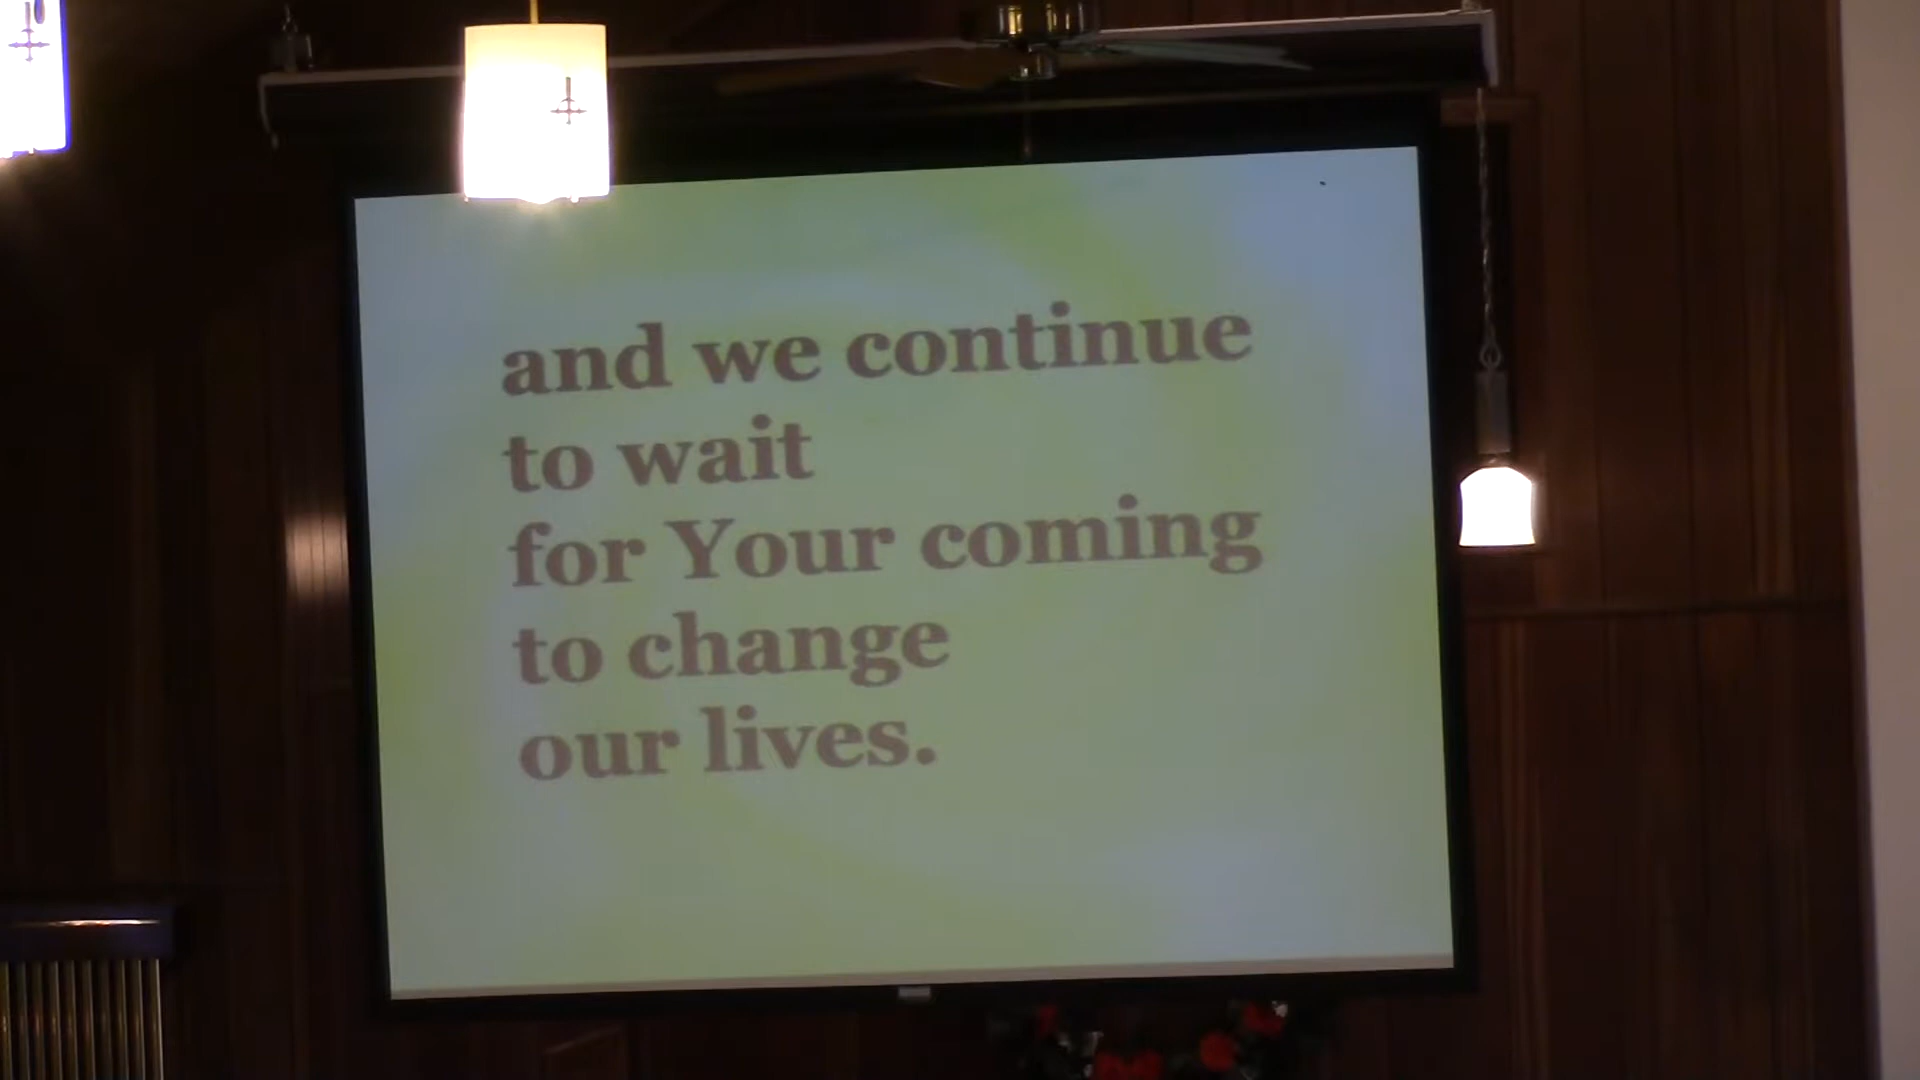 and we continue
to wait
for Your coming
to change
our lives.